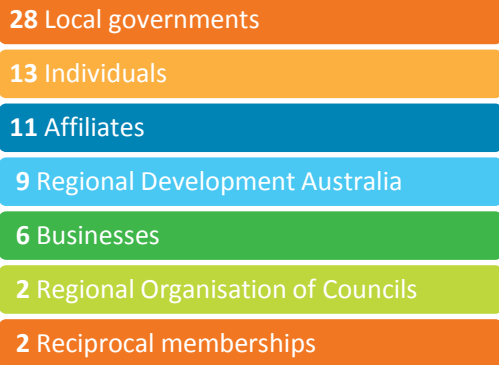 28 Local governments
13 Individuals
11 Affiliates
9 Regional Development Australia
6 Businesses
2 Regional Organisation of Councils
2 Reciprocal memberships